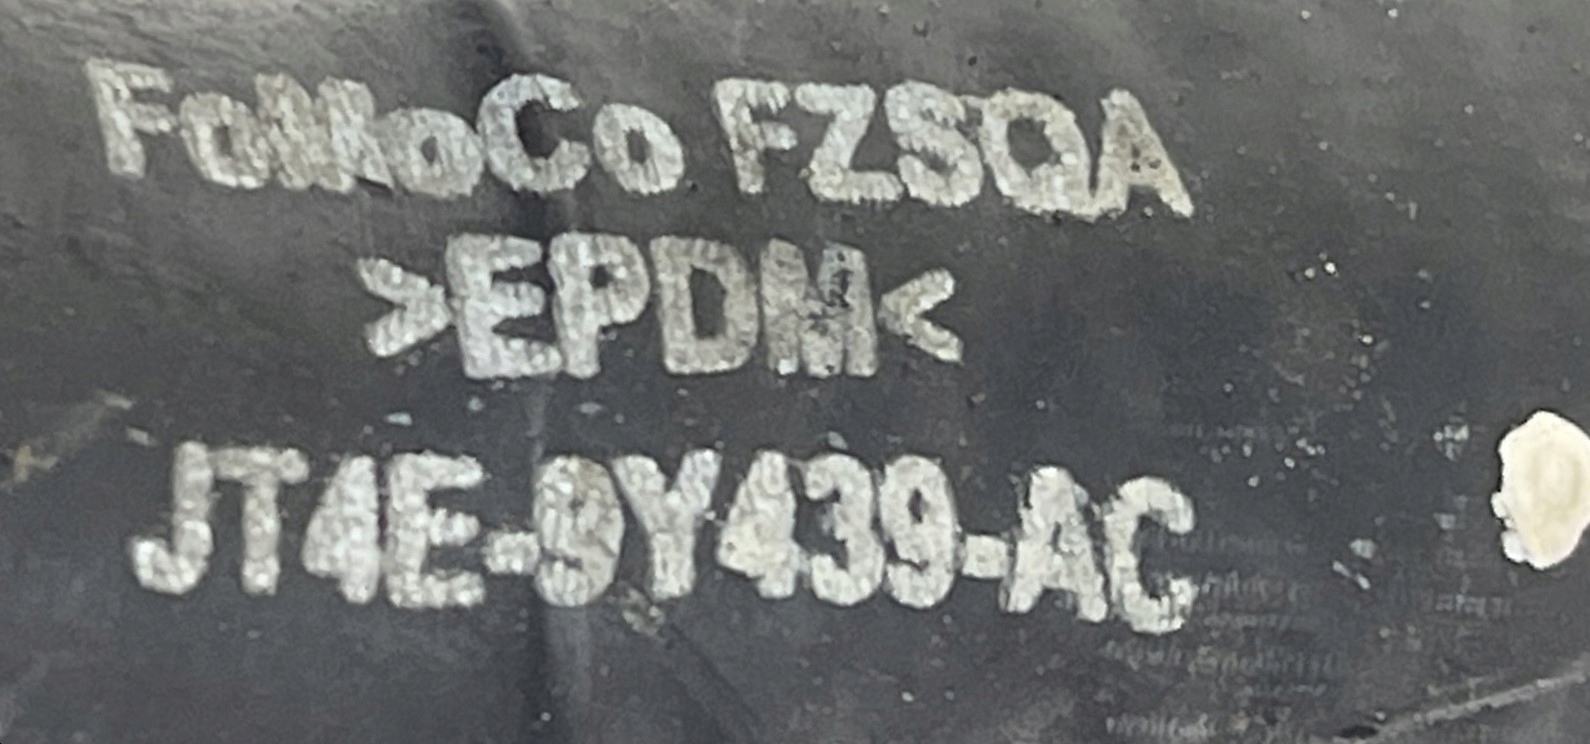 FoMoCo FZSQA
>EPDM<
JT4E-9Y439-AC